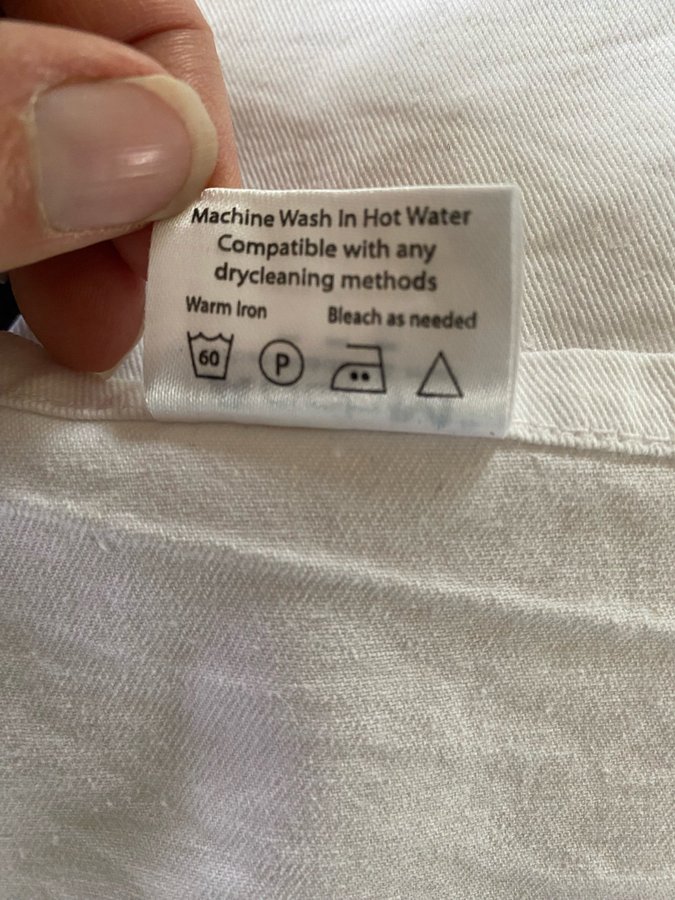 Machine Wash In Hot Water
Compatible with any
drycleaning methods
Warm Iron Bleach as needed
60 P